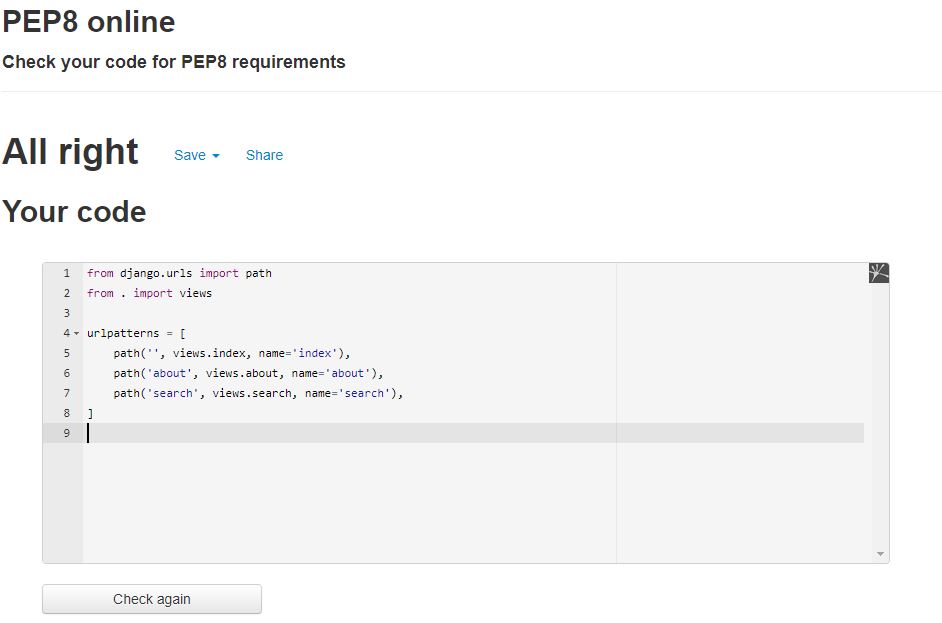 PEP8 online
Check your code for PEP8 requirements
All right Save Share
Your code
1 from django.urls import path
2 from . import views
3
4 urlpatterns = [
5     path('', views.index, name='index'),
6     path('about', views.about, name='about'),
7     path('search', views.search, name='search'),
8 ]
9
Check again